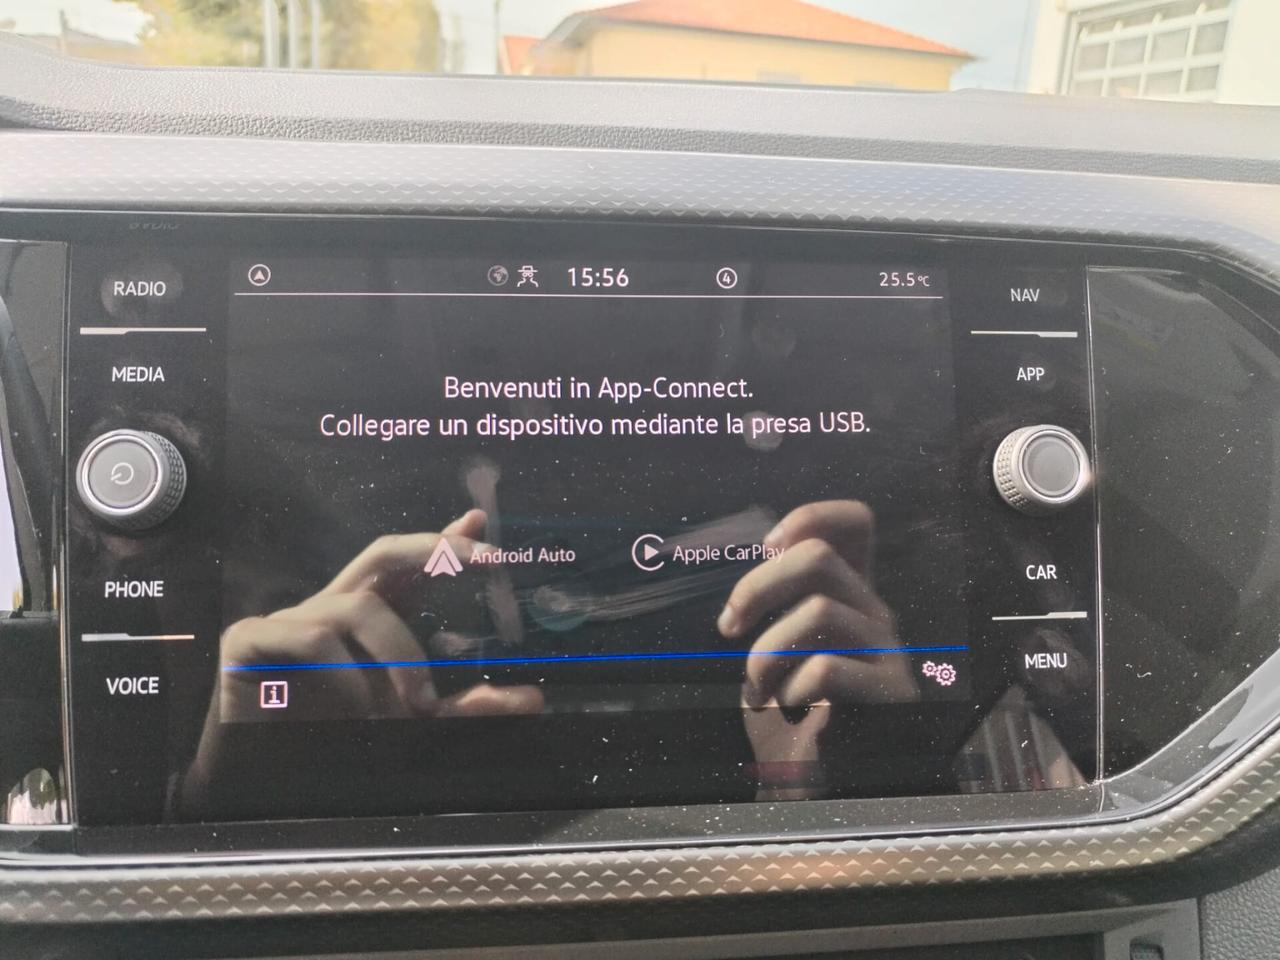 RADIO
MEDIA
PHONE
VOICE
15:56
4
25.5°C
Benvenuti in App-Connect.
Collegare un dispositivo mediante la presa USB.
Android Auto
Apple CarPlay
i
NAV
APP
CAR
MENU